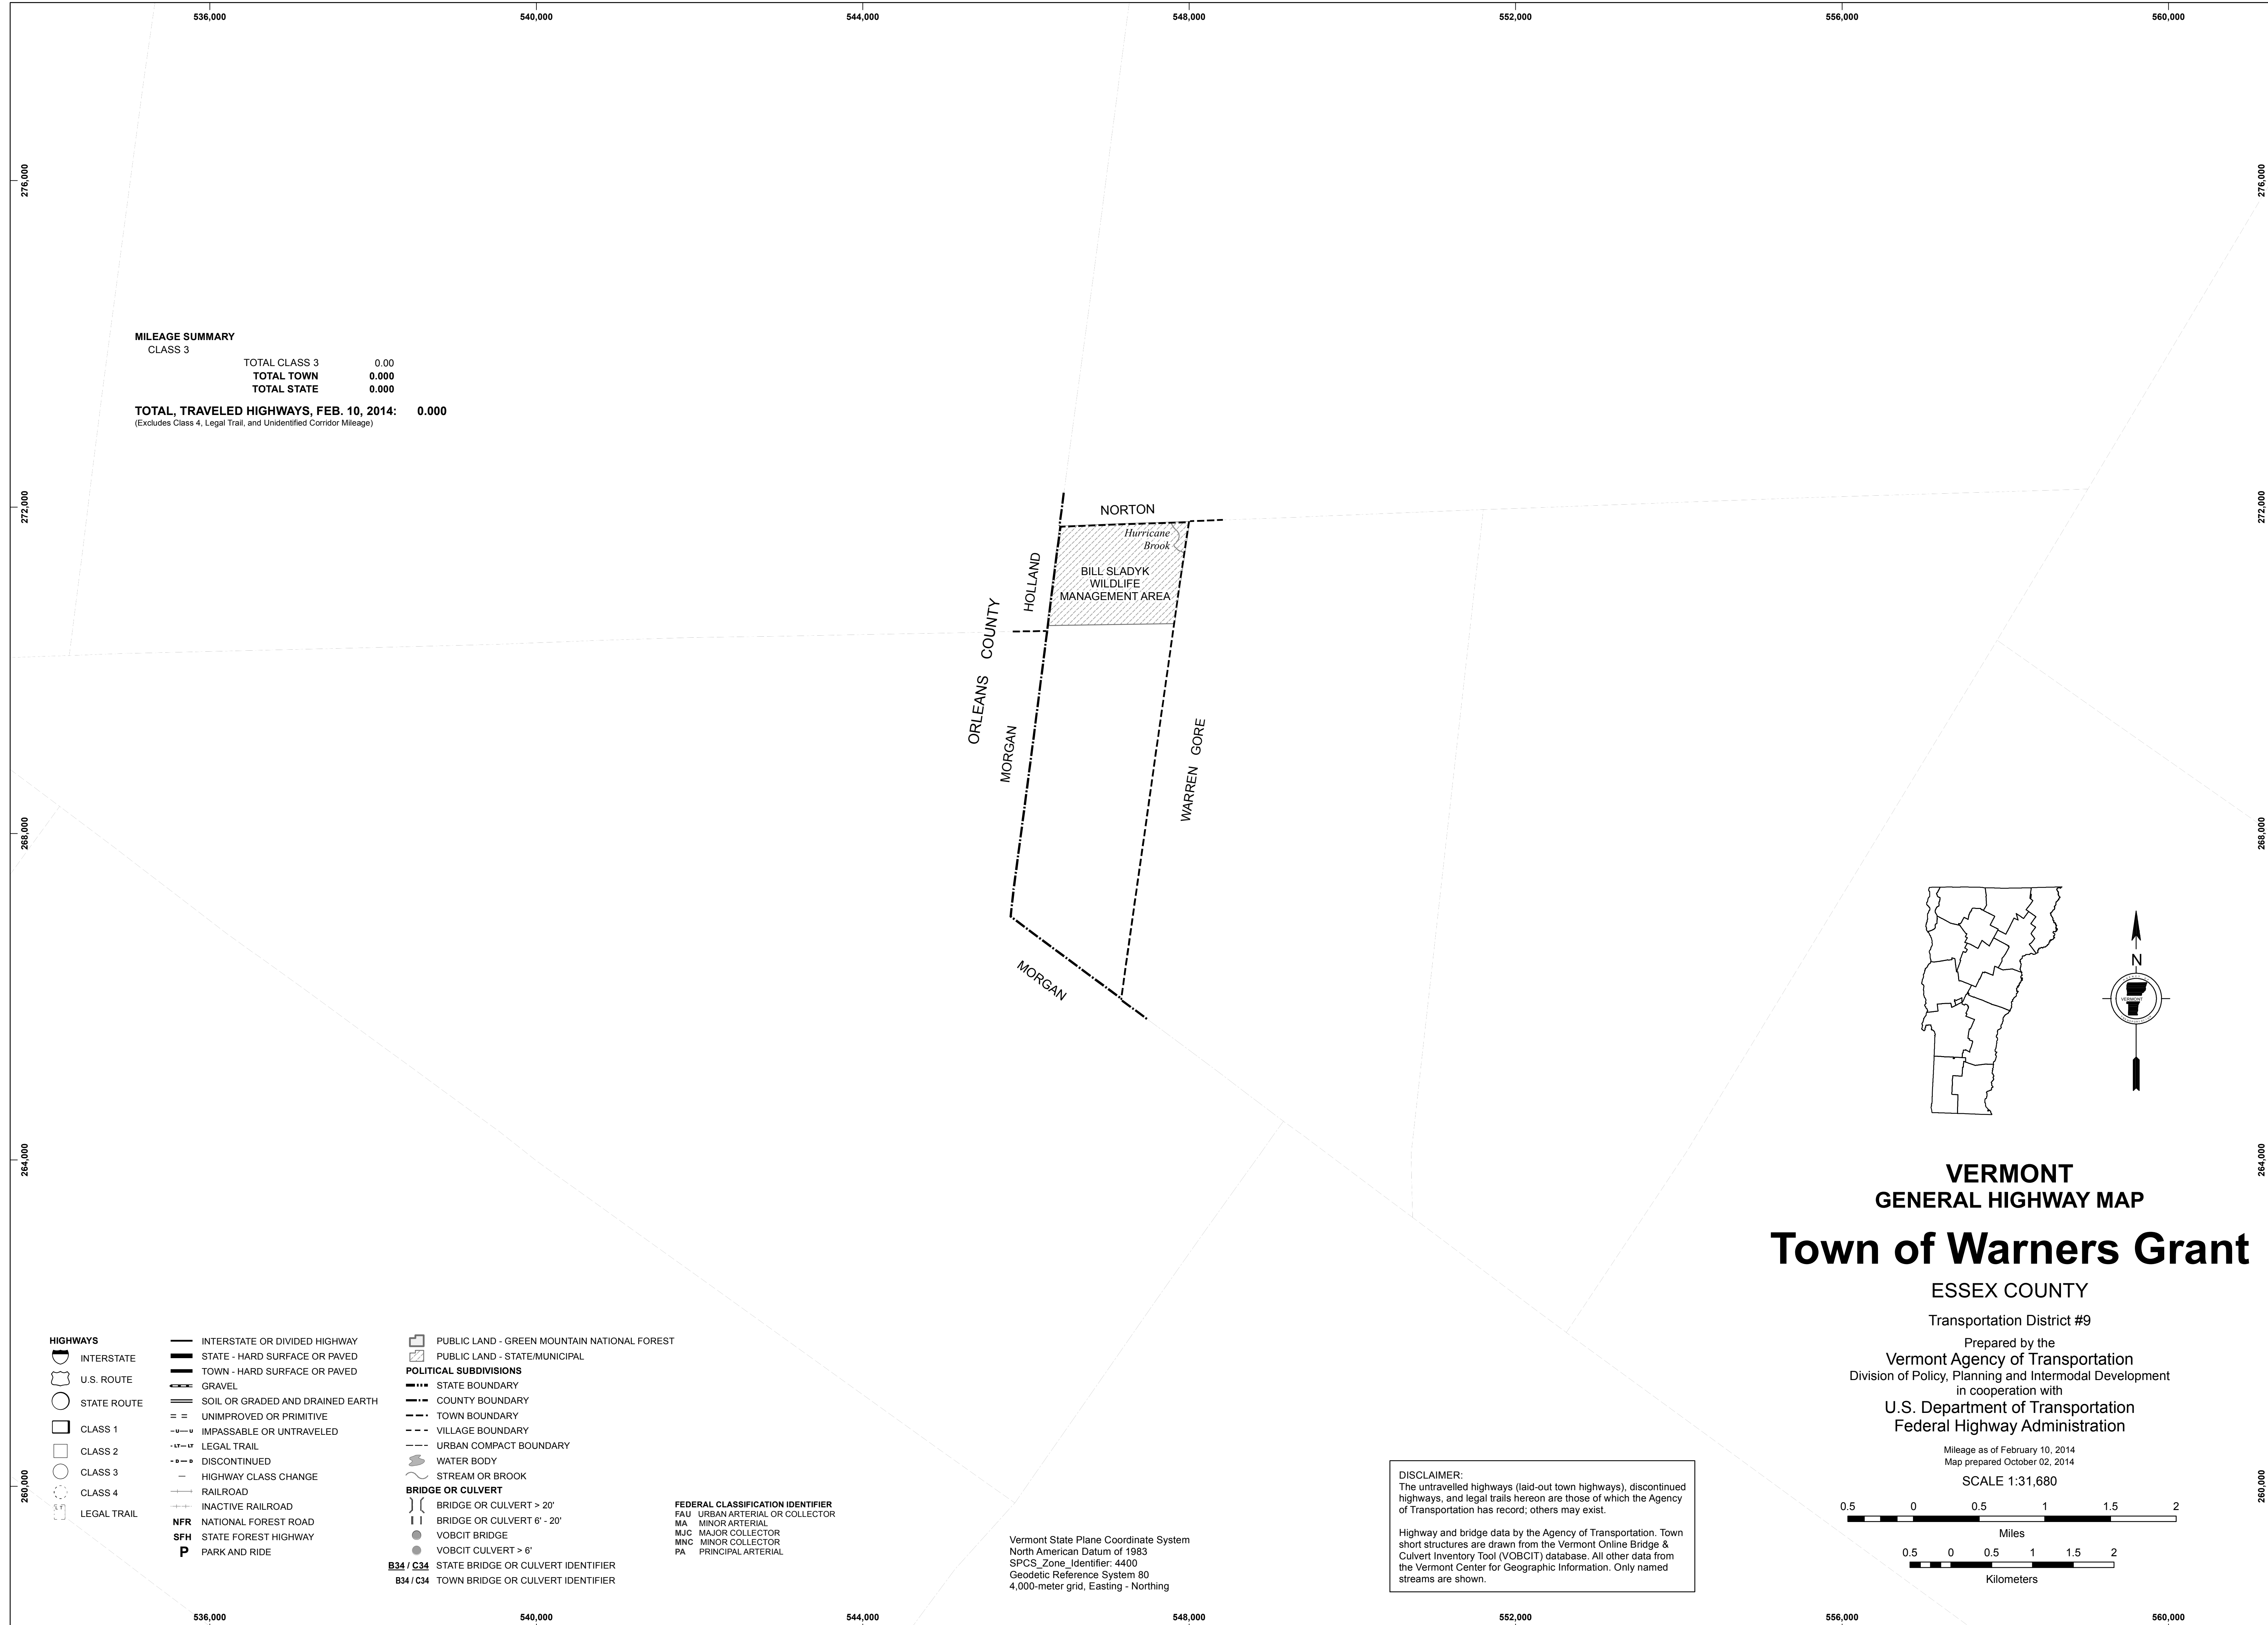 536,000
540,000
544,000
548,000
552,000
556,000
560,000
276,000
276,000
MILEAGE SUMMARY
CLASS 3
TOTAL CLASS 3 0.00
TOTAL TOWN 0.000
TOTAL STATE 0.000
TOTAL, TRAVELED HIGHWAYS, FEB. 10, 2014: 0.000
(Excludes Class 4, Legal Trail, and Unidentified Corridor Mileage)
272,000
272,000
NORTON
Hurricane
Brook
HOLLAND
BILL SLADYK
WILDLIFE
MANAGEMENT AREA
ORLEANS COUNTY
MORGAN
WARREN GORE
268,000
268,000
MORGAN
N
VERMONT
264,000
264,000
VERMONT
GENERAL HIGHWAY MAP
Town of Warners Grant
ESSEX COUNTY
Transportation District #9
Prepared by the
Vermont Agency of Transportation
Division of Policy, Planning and Intermodal Development
in cooperation with
U.S. Department of Transportation
Federal Highway Administration
Mileage as of February 10, 2014
Map prepared October 02, 2014
SCALE 1:31,680
0.5 0 0.5 1 1.5 2
Miles
0.5 0 0.5 1 1.5 2
Kilometers
260,000
260,000
HIGHWAYS
INTERSTATE
U.S. ROUTE
STATE ROUTE
CLASS 1
CLASS 2
CLASS 3
CLASS 4
LEGAL TRAIL
INTERSTATE OR DIVIDED HIGHWAY
STATE - HARD SURFACE OR PAVED
TOWN - HARD SURFACE OR PAVED
GRAVEL
SOIL OR GRADED AND DRAINED EARTH
UNIMPROVED OR PRIMITIVE
U U IMPASSABLE OR UNTRAVELED
LT LT LEGAL TRAIL
D D DISCONTINUED
HIGHWAY CLASS CHANGE
RAILROAD
INACTIVE RAILROAD
NFR NATIONAL FOREST ROAD
SFH STATE FOREST HIGHWAY
P PARK AND RIDE
PUBLIC LAND - GREEN MOUNTAIN NATIONAL FOREST
PUBLIC LAND - STATE/MUNICIPAL
POLITICAL SUBDIVISIONS
STATE BOUNDARY
COUNTY BOUNDARY
TOWN BOUNDARY
VILLAGE BOUNDARY
URBAN COMPACT BOUNDARY
WATER BODY
STREAM OR BROOK
BRIDGE OR CULVERT
BRIDGE OR CULVERT > 20'
BRIDGE OR CULVERT 6' - 20'
VOBCIT BRIDGE
VOBCIT CULVERT > 6'
B34 / C34 STATE BRIDGE OR CULVERT IDENTIFIER
B34 / C34 TOWN BRIDGE OR CULVERT IDENTIFIER
FEDERAL CLASSIFICATION IDENTIFIER
FAU URBAN ARTERIAL OR COLLECTOR
MA MINOR ARTERIAL
MJC MAJOR COLLECTOR
MNC MINOR COLLECTOR
PA PRINCIPAL ARTERIAL
Vermont State Plane Coordinate System
North American Datum of 1983
SPCS_Zone_Identifier: 4400
Geodetic Reference System 80
4,000-meter grid, Easting - Northing
DISCLAIMER:
The untravelled highways (laid-out town highways), discontinued
highways, and legal trails hereon are those of which the Agency
of Transportation has record; others may exist.
Highway and bridge data by the Agency of Transportation. Town
short structures are drawn from the Vermont Online Bridge &
Culvert Inventory Tool (VOBCIT) database. All other data from
the Vermont Center for Geographic Information. Only named
streams are shown.
536,000
540,000
544,000
548,000
552,000
556,000
560,000